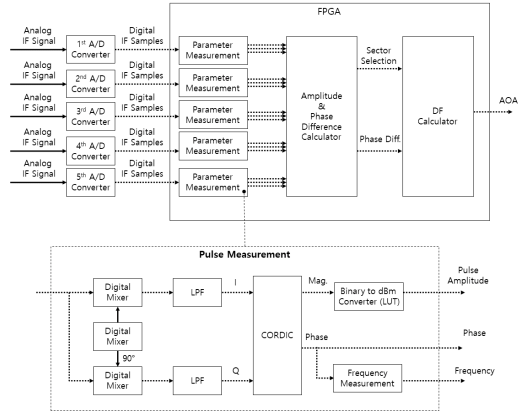 FPGA
Analog
IF Signal
1st A/D
Converter
Digital
IF Samples
Parameter
Measurement
Analog
IF Signal
2nd A/D
Converter
Digital
IF Samples
Parameter
Measurement
Analog
IF Signal
3rd A/D
Converter
Digital
IF Samples
Parameter
Measurement
Analog
IF Signal
4th A/D
Converter
Digital
IF Samples
Parameter
Measurement
Analog
IF Signal
5th A/D
Converter
Digital
IF Samples
Parameter
Measurement
Amplitude
&
Phase
Difference
Calculator
Sector
Selection
Phase Diff.
DF
Calculator
AOA
Pulse Measurement
Digital
Mixer
LPF
I
Digital
Mixer
90°
Digital
Mixer
LPF
Q
CORDIC
Mag.
Binary to dBm
Converter (LUT)
Pulse
Amplitude
Phase
Phase
Frequency
Measurement
Frequency